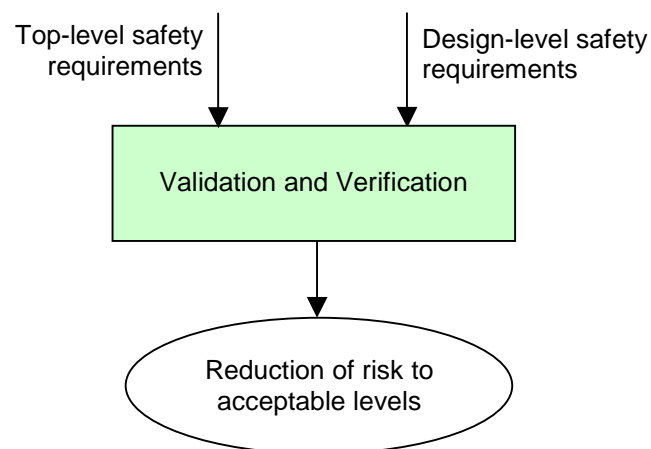 Top-level safety
requirements
Design-level safety
requirements
Validation and Verification
Reduction of risk to
acceptable levels